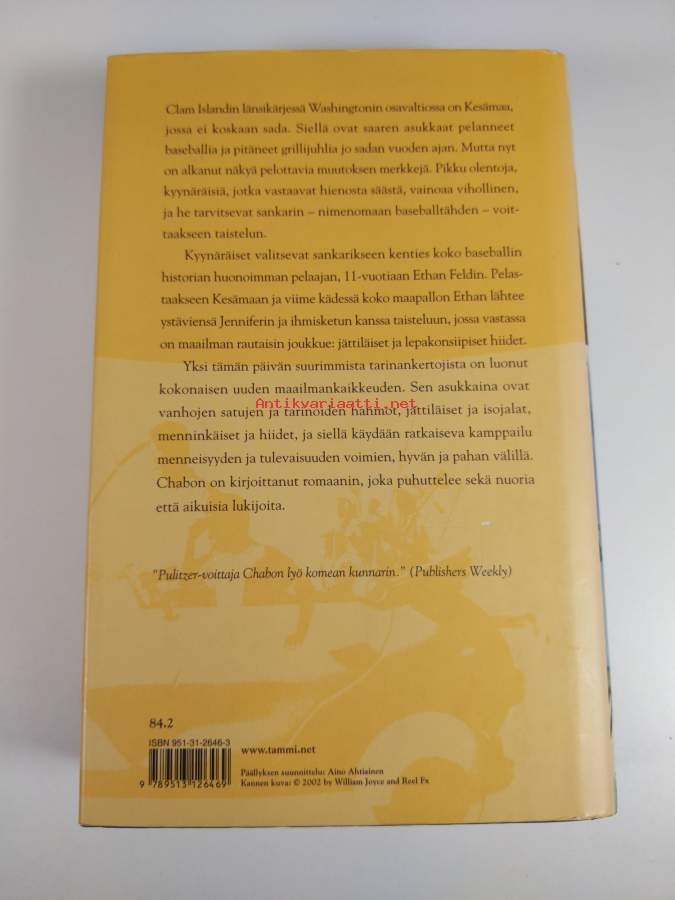 Clam Islandin länsikärjessä Washingtonin osavaltiossa on Kesämaa,
jossa ei koskaan sada. Siellä ovat saaren asukkaat pelanneet
baseballia ja pitäneet grillijuhlia jo sadan vuoden ajan. Mutta nyt
on alkanut näkyä pelottavia muutoksen merkkejä. Pikku olentoja,
kyynäräisiä, jotka vastaavat hienosta säästä, vainoaa vihollinen,
ja he tarvitsevat sankarin – nimenomaan baseballtähden – voit-
taakseen taistelun.
Kyynäräiset valitsevat sankarikseen kenties koko baseballin
historian huonoimman pelaajan, 11-vuotiaan Ethan Feldin. Pelas-
taakseen Kesämaan ja viime kädessä koko maapallon Ethan lähtee
ystäviensä Jenniferin ja ihmisketun kanssa taisteluun, jossa vastassa
on maailman rautaisin joukkue: jättiläiset ja lepakonsiipiset hiidet.
Yksi tämän päivän suurimmista tarinankertojista on luonut
kokonaisen uuden maailmankaikkeuden. Sen asukkaina ovat
Antikvariaatti.net
vanhojen satujen ja tarinoiden hahmot, jättiläiset ja isojalat,
menninkäiset ja hiidet, ja siellä käydään ratkaiseva kamppailu
menneisyyden ja tulevaisuuden voimien, hyvän ja pahan välillä.
Chabon on kirjoittanut romaanin, joka puhuttelee sekä nuoria
että aikuisia lukijoita.
"Pulitzer-voittaja Chabon lyö komean kunnarin." (Publishers Weekly)
84.2
ISBN 951-31-2646-3
www.tammi.net
9 789513 126469
Päällyksen suunnittelu: Aino Ahtiainen
Kannen kuva: © 2002 by William Joyce and Reel Fx